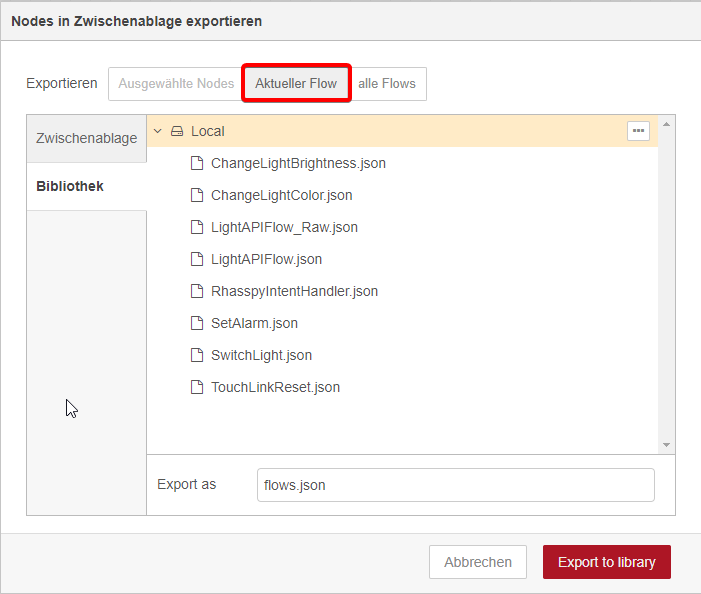 Nodes in Zwischenablage exportieren
Exportieren
Ausgewählte Nodes
Aktueller Flow
alle Flows
Zwischenablage
Bibliothek
Local
ChangeLightBrightness.json
ChangeLightColor.json
LightAPIFlow_Raw.json
LightAPIFlow.json
RhasspyIntentHandler.json
SetAlarm.json
SwitchLight.json
TouchLinkReset.json
Export as
flows.json
Abbrechen
Export to library